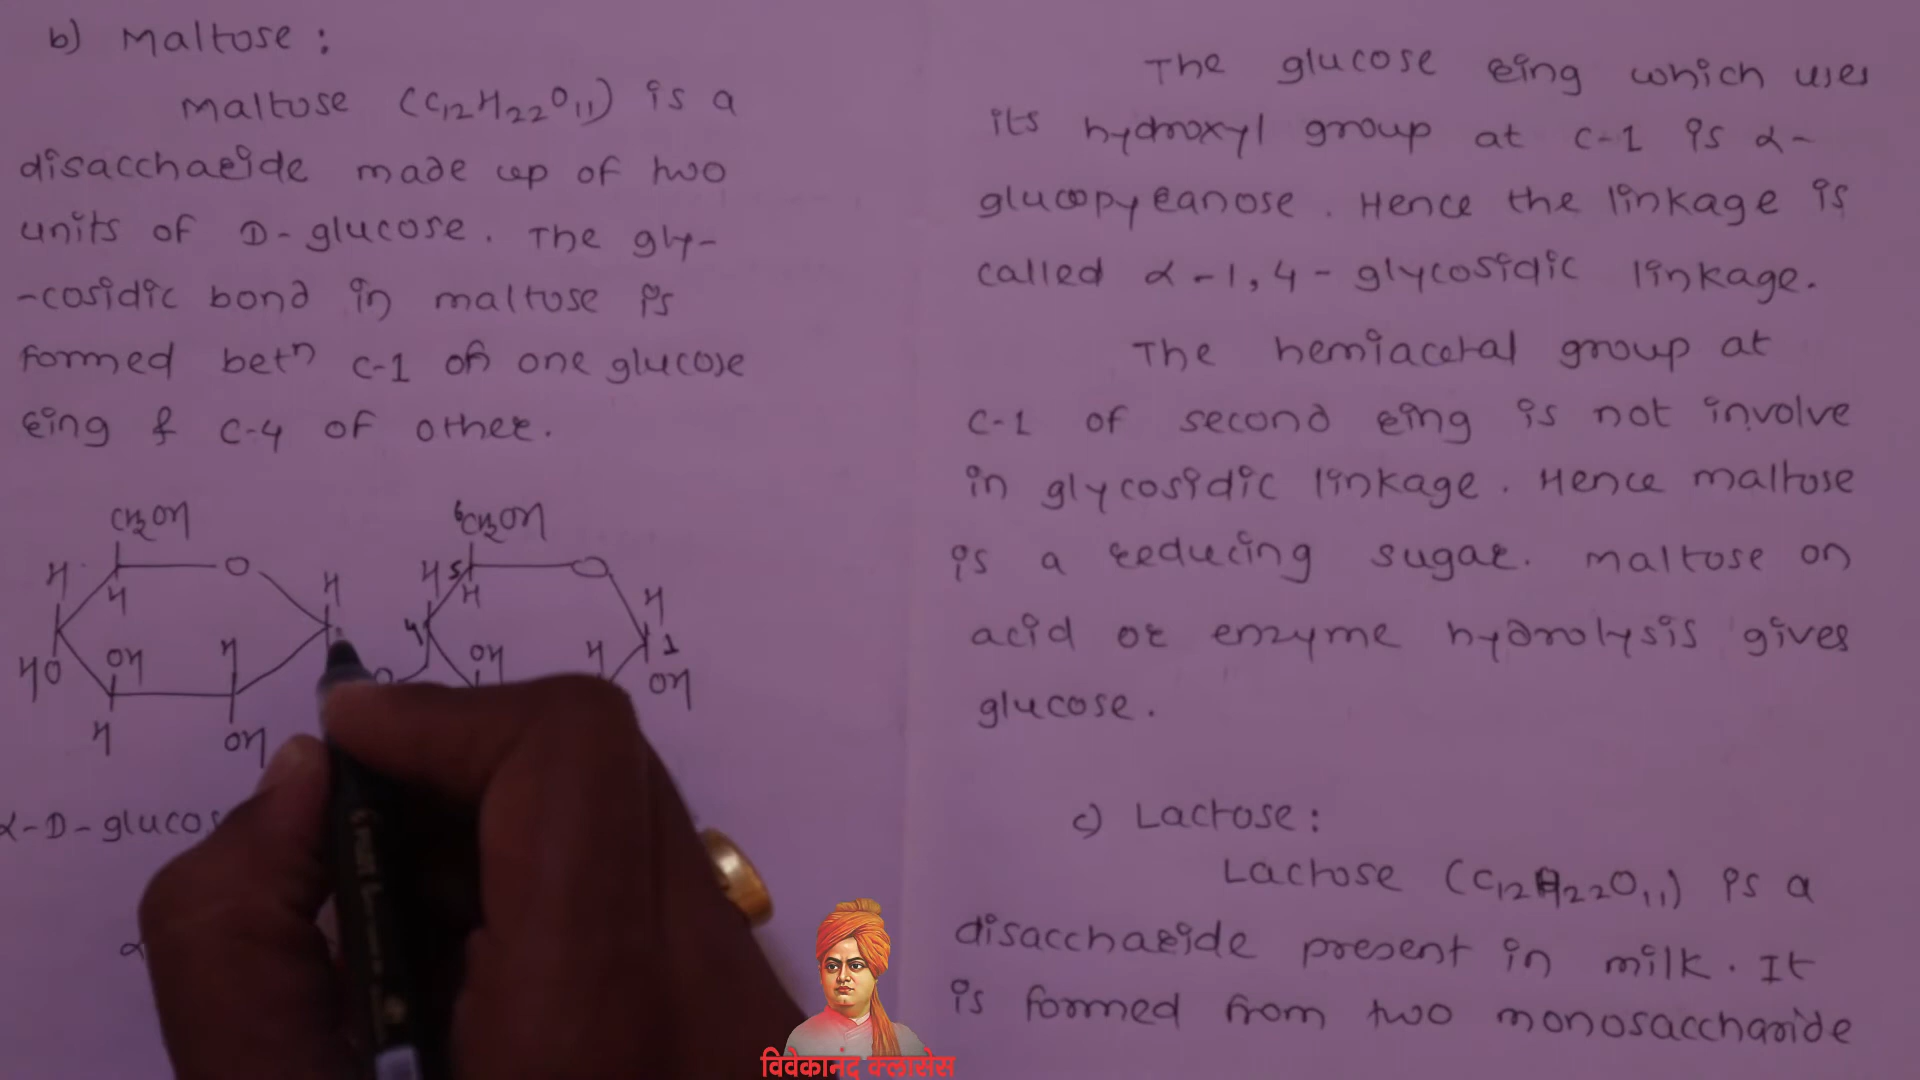 b) Maltose :
Maltose (C12H22O11) is a
disaccharide made up of two
units of D-glucose. The gly-
-cosidic bond in maltose is
formed betn C-1 of one glucose
ring & C-4 of other.
CH2OH 6CH2OH
H O H H 5 O H
H H
4 1
HO OH H O OH H OH
H OH
α-D-glucos
α
The glucose ring which uses
its hydroxyl group at C-1 is α-
glucopyranose. Hence the linkage is
called α-1,4-glycosidic linkage.
The hemiacetal group at
C-1 of second ring is not involve
in glycosidic linkage. Hence maltose
is a reducing sugar. Maltose on
acid or enzyme hydrolysis gives
glucose.
c) Lactose :
Lactose (C12H22O11) is a
disaccharide present in milk. It
is formed from two monosaccharide
विवेकानंद क्लासेस